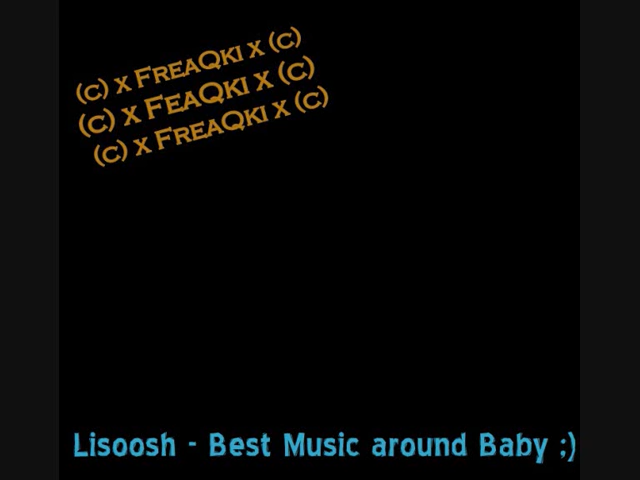 (c) x FreaQki x (c)
(c) x FeaQki x (c)
(c) x FreaQki x (c)
Lisoosh - Best Music around Baby ;)